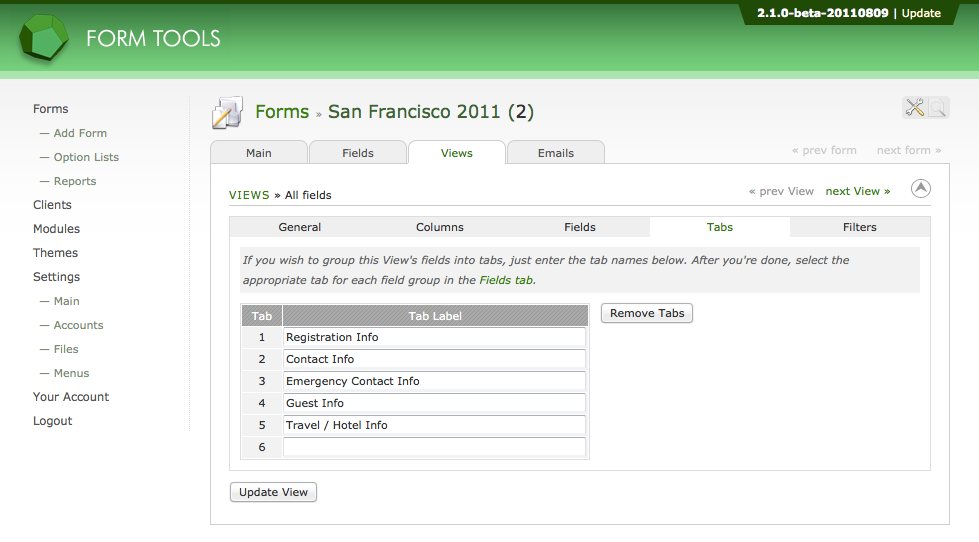 2.1.0-beta-20110809 | Update
FORM TOOLS
Forms
— Add Form
— Option Lists
— Reports
Clients
Modules
Themes
Settings
— Main
— Accounts
— Files
— Menus
Your Account
Logout
Forms » San Francisco 2011 (2)
Main Fields Views Emails
« prev form next form »
VIEWS » All fields
« prev View next View »
General Columns Fields Tabs Filters
If you wish to group this View's fields into tabs, just enter the tab names below. After you're done, select the
appropriate tab for each field group in the Fields tab.
Tab Tab Label
1 Registration Info
2 Contact Info
3 Emergency Contact Info
4 Guest Info
5 Travel / Hotel Info
6
Remove Tabs
Update View